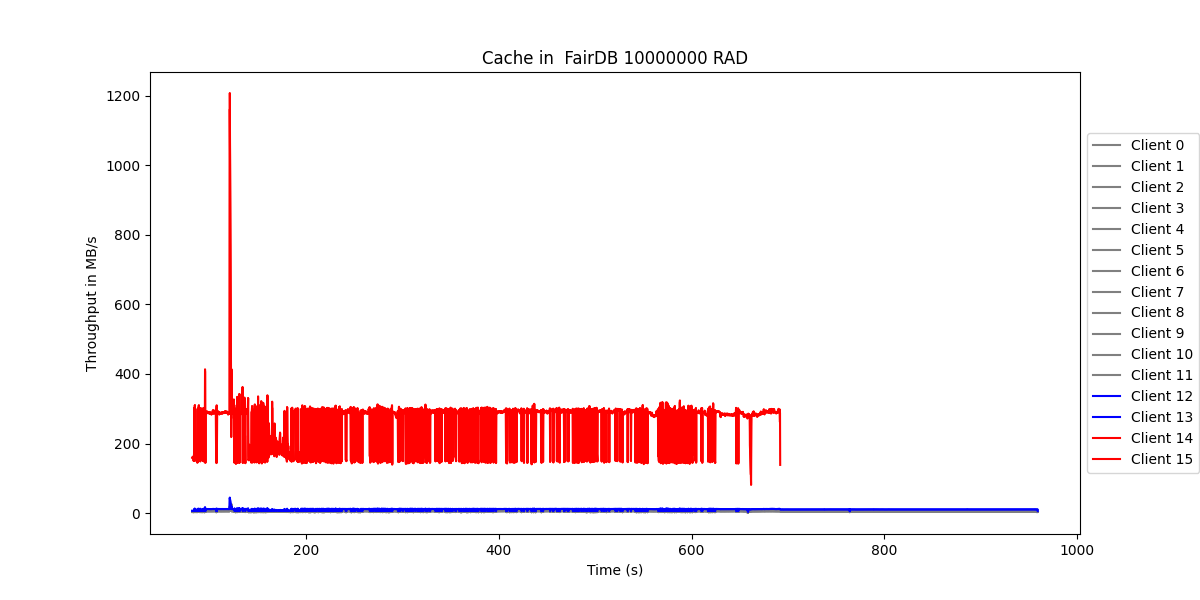 Cache in  FairDB 10000000 RAD
Throughput in MB/s
1200
1000
800
600
400
200
0
200
400
600
800
1000
Time (s)
Client 0
Client 1
Client 2
Client 3
Client 4
Client 5
Client 6
Client 7
Client 8
Client 9
Client 10
Client 11
Client 12
Client 13
Client 14
Client 15